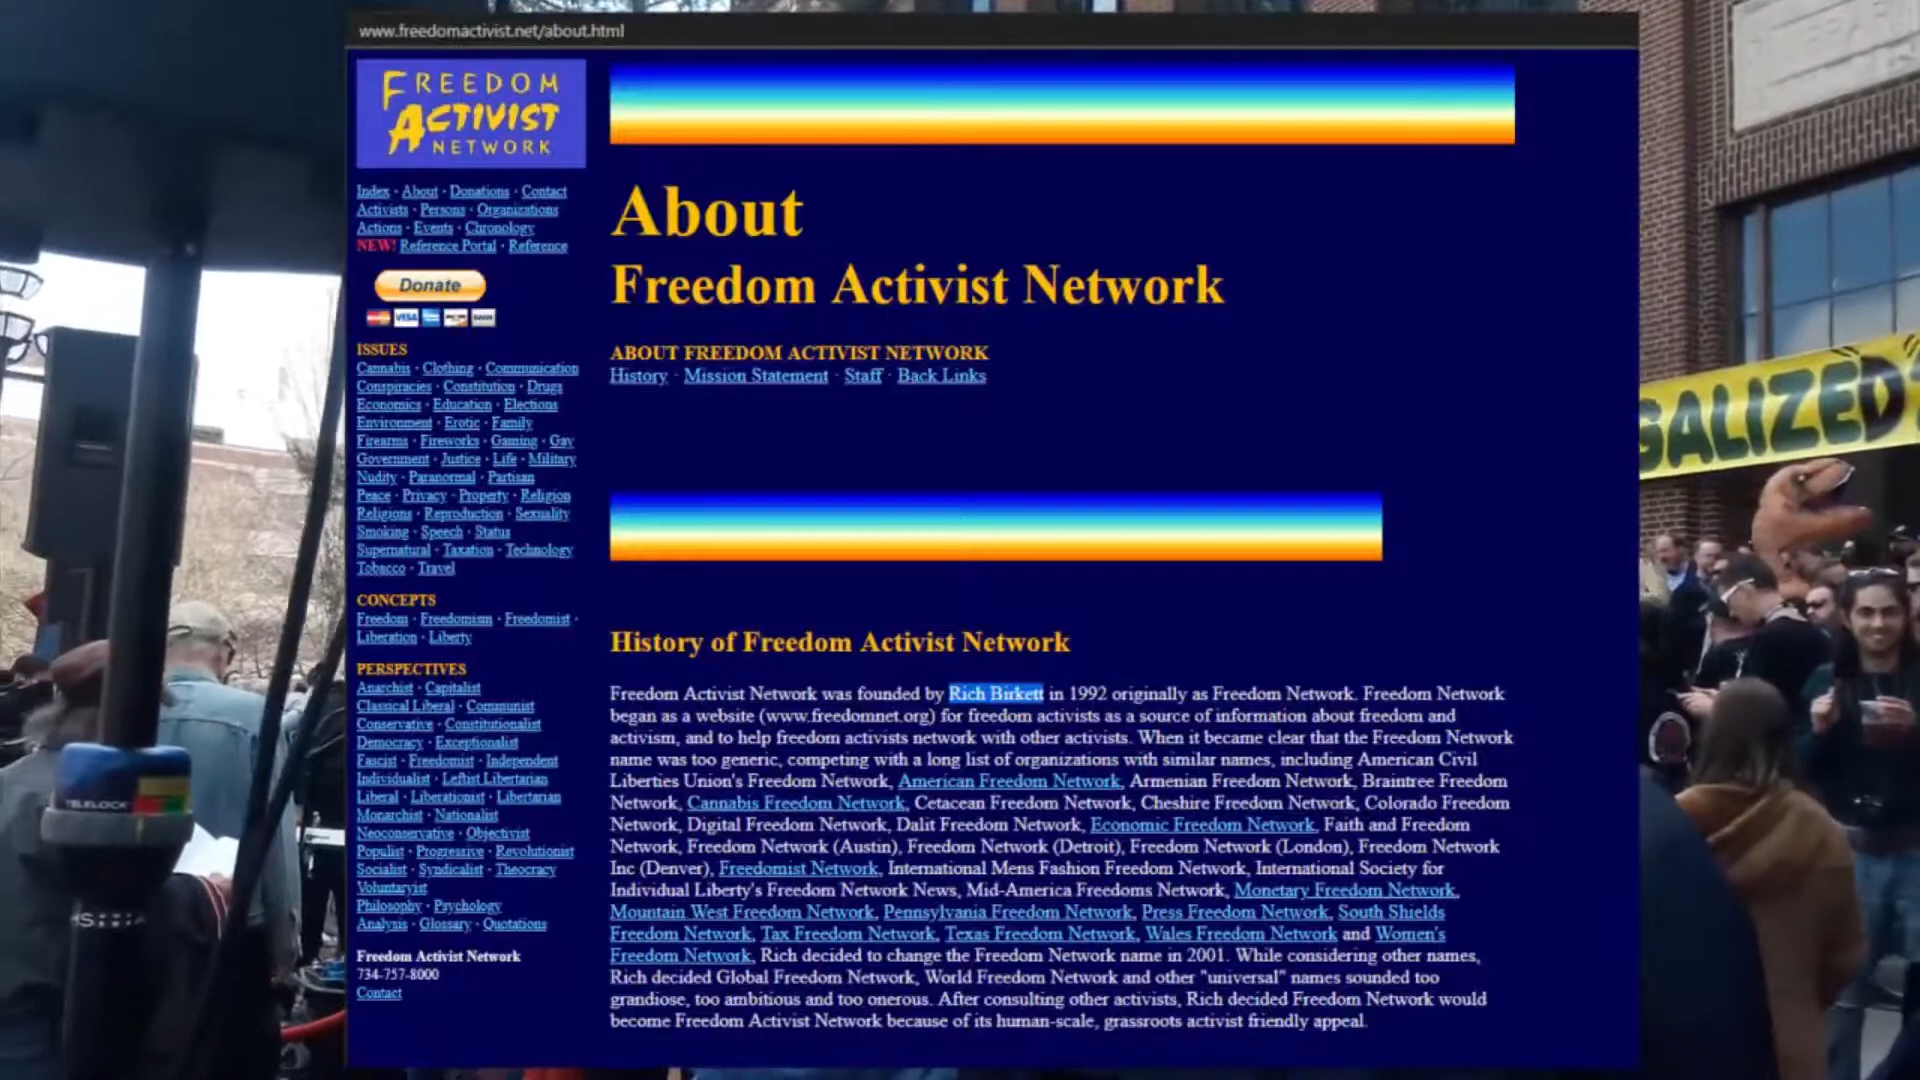 www.freedomactivist.net/about.html
FREEDOM
ACTIVIST
NETWORK
Index · About · Donations · Contact
Activists · Persons · Organizations
Actions · Events · Chronology
NEW! Reference Portal · Reference
Donate
VISA
ISSUES
Cannabis · Clothing · Communication
Conspiracies · Constitution · Drugs
Economics · Education · Elections
Environment · Erotic · Family
Firearms · Fireworks · Gaming · Gay
Government · Justice · Life · Military
Nudity · Paranormal · Partisan
Peace · Privacy · Property · Religion
Religions · Reproduction · Sexuality
Smoking · Speech · Status
Supernatural · Taxation · Technology
Tobacco · Travel
CONCEPTS
Freedom · Freedomism · Freedomist ·
Liberation · Liberty
PERSPECTIVES
Anarchist · Capitalist
Classical Liberal · Communist
Conservative · Constitutionalist
Democracy · Exceptionalist
Fascist · Freedomist · Independent
Individualist · Leftist Libertarian
Liberal · Liberationist · Libertarian
Monarchist · Nationalist
Neoconservative · Objectivist
Populist · Progressive · Revolutionist
Socialist · Syndicalist · Theocracy
Voluntaryist
Philosophy · Psychology
Analysis · Glossary · Quotations
Freedom Activist Network
734-757-8000
Contact
About
Freedom Activist Network
ABOUT FREEDOM ACTIVIST NETWORK
History · Mission Statement · Staff · Back Links
History of Freedom Activist Network
Freedom Activist Network was founded by Rich Birkett in 1992 originally as Freedom Network. Freedom Network
began as a website (www.freedomnet.org) for freedom activists as a source of information about freedom and
activism, and to help freedom activists network with other activists. When it became clear that the Freedom Network
name was too generic, competing with a long list of organizations with similar names, including American Civil
Liberties Union's Freedom Network, American Freedom Network, Armenian Freedom Network, Braintree Freedom
Network, Cannabis Freedom Network, Cetacean Freedom Network, Cheshire Freedom Network, Colorado Freedom
Network, Digital Freedom Network, Dalit Freedom Network, Economic Freedom Network, Faith and Freedom
Network, Freedom Network (Austin), Freedom Network (Detroit), Freedom Network (London), Freedom Network
Inc (Denver), Freedomist Network, International Mens Fashion Freedom Network, International Society for
Individual Liberty's Freedom Network News, Mid-America Freedoms Network, Monetary Freedom Network,
Mountain West Freedom Network, Pennsylvania Freedom Network, Press Freedom Network, South Shields
Freedom Network, Tax Freedom Network, Texas Freedom Network, Wales Freedom Network and Women's
Freedom Network, Rich decided to change the Freedom Network name in 2001. While considering other names,
Rich decided Global Freedom Network, World Freedom Network and other "universal" names sounded too
grandiose, too ambitious and too onerous. After consulting other activists, Rich decided Freedom Network would
become Freedom Activist Network because of its human-scale, grassroots activist friendly appeal.
GALIZED
TELELOCK